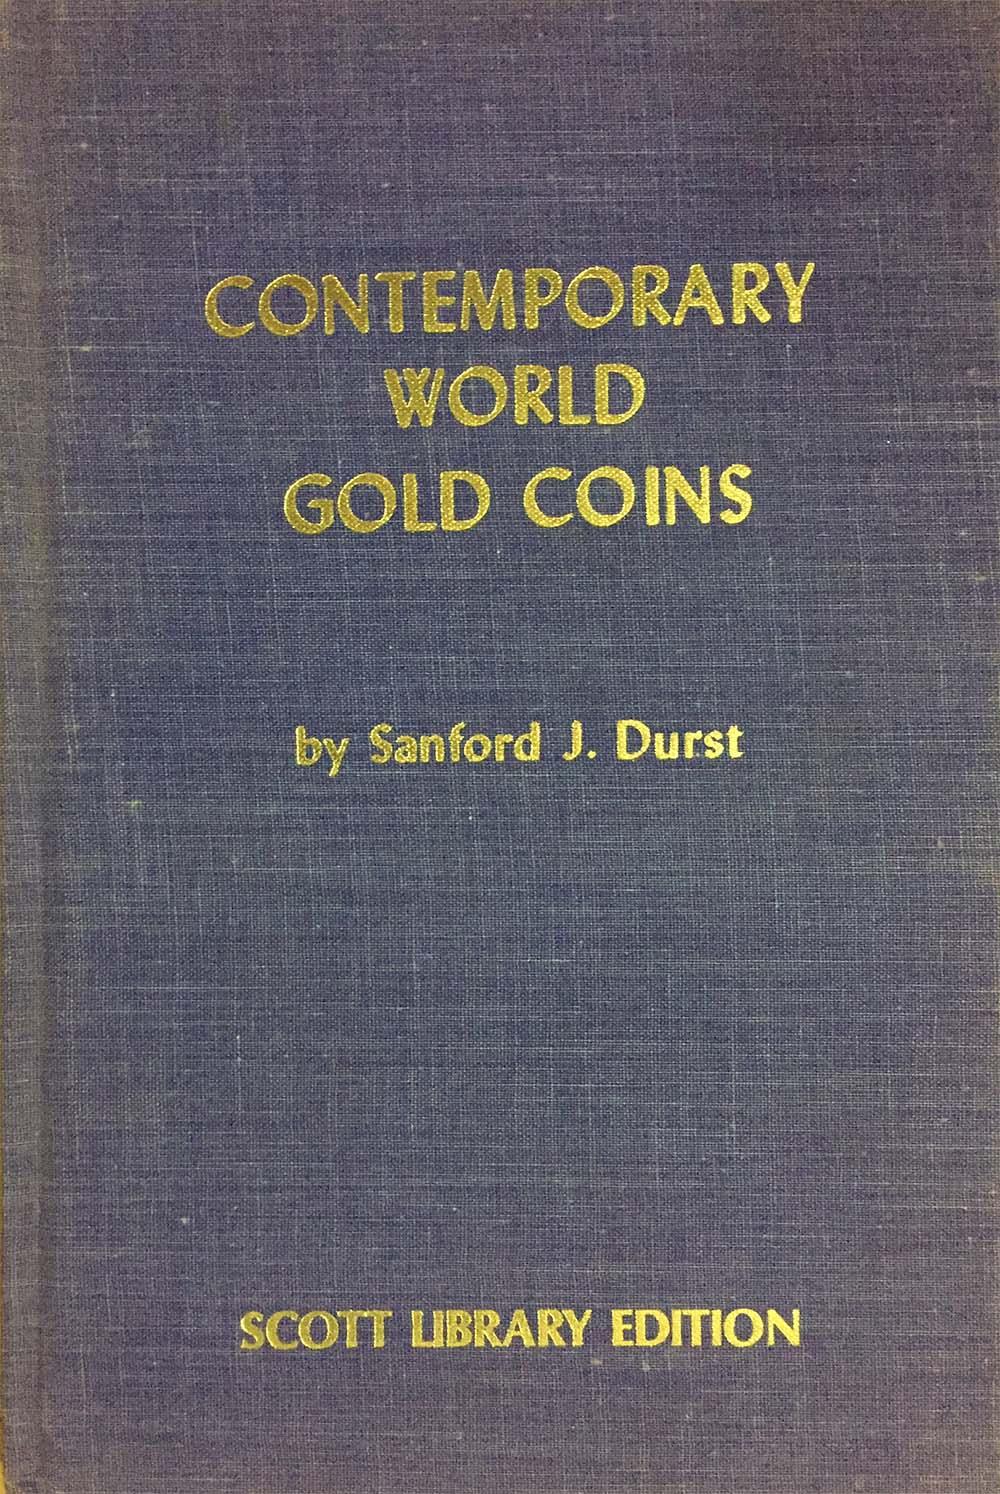 CONTEMPORARY
WORLD
GOLD COINS
by Sanford J. Durst
SCOTT LIBRARY EDITION